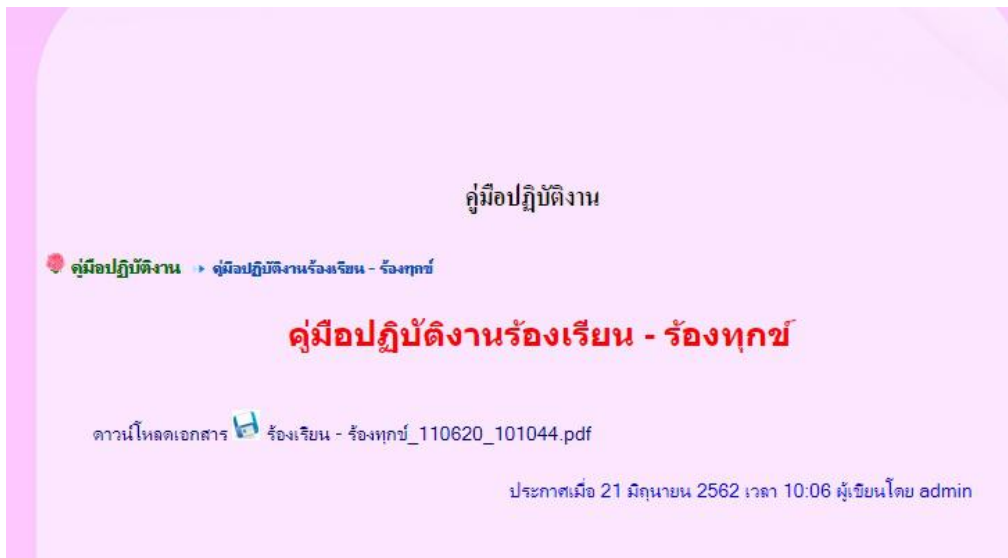 คู่มือปฏิบัติงาน
คู่มือปฏิบัติงาน คู่มือปฏิบัติงานร้องเรียน - ร้องทุกข์
คู่มือปฏิบัติงานร้องเรียน - ร้องทุกข์
ดาวน์โหลดเอกสาร ร้องเรียน - ร้องทุกข์_110620_101044.pdf
ประกาศเมื่อ 21 มิถุนายน 2562 เวลา 10:06 ผู้เขียนโดย admin